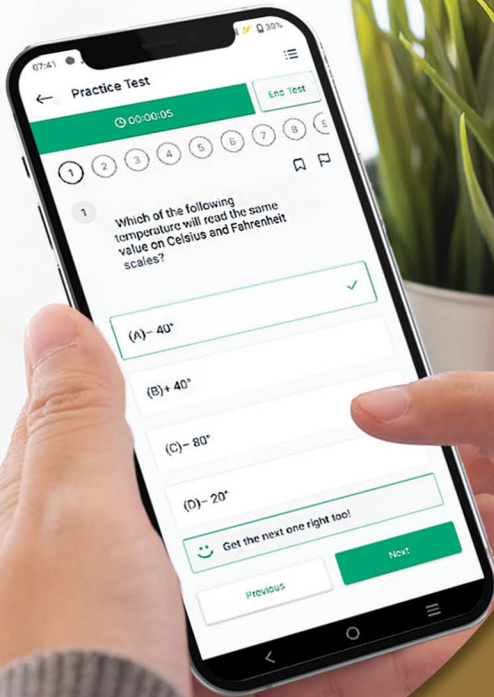 07:41 30%
Practice Test
00:00:05 End Test
1 2 3 4 5 6 7 8 9
1
Which of the following
temperature will read the same
value on Celsius and Fahrenheit
scales?
(A)– 40°
(B)+ 40°
(C)– 80°
(D)– 20°
Get the next one right too!
Previous Next